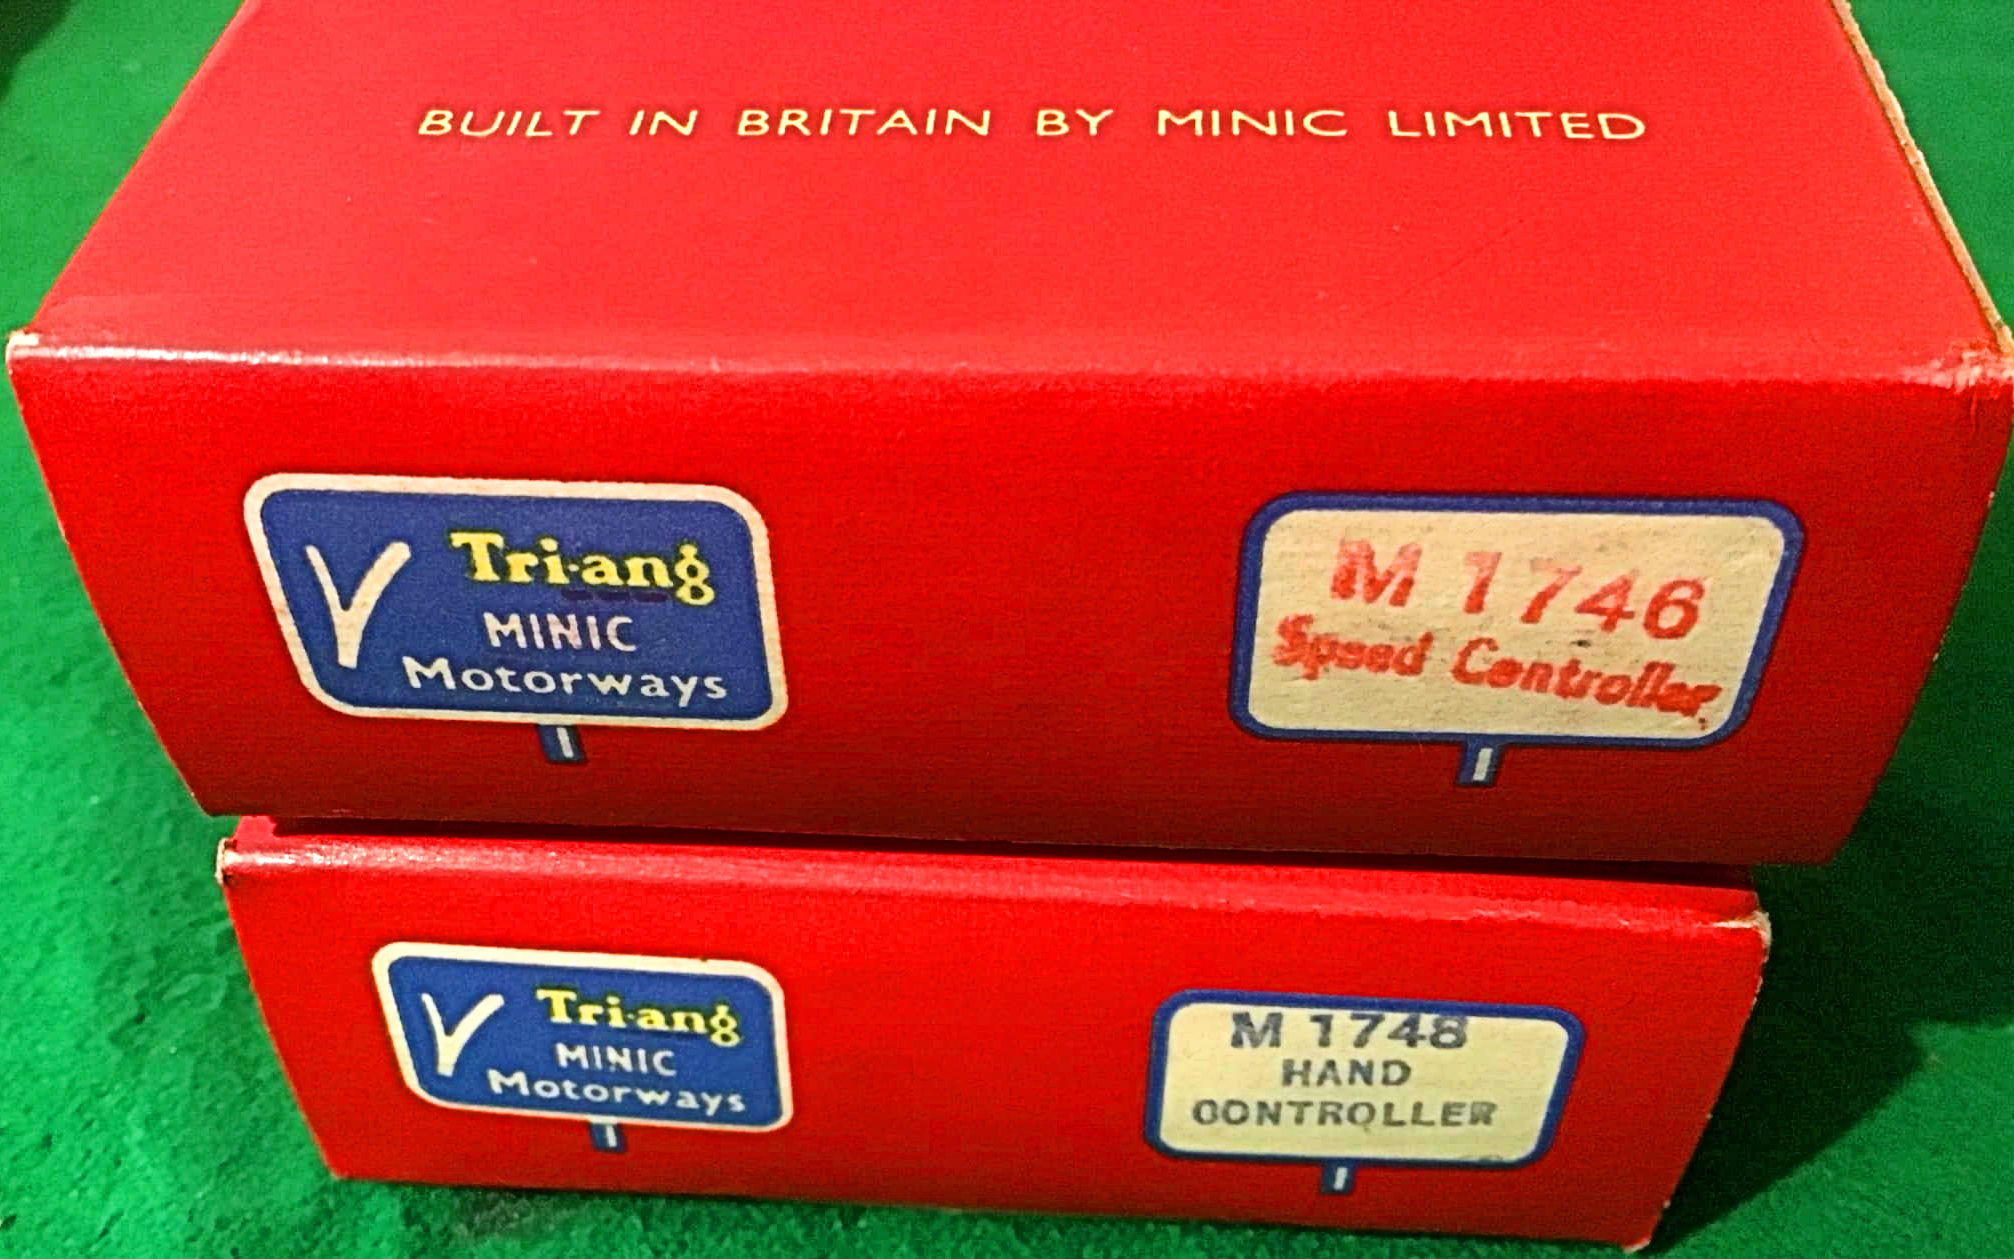 BUILT IN BRITAIN BY MINIC LIMITED
Tri-ang
MINIC
Motorways
M 1746
Speed Controller
Tri-ang
MINIC
Motorways
M 1748
HAND
CONTROLLER